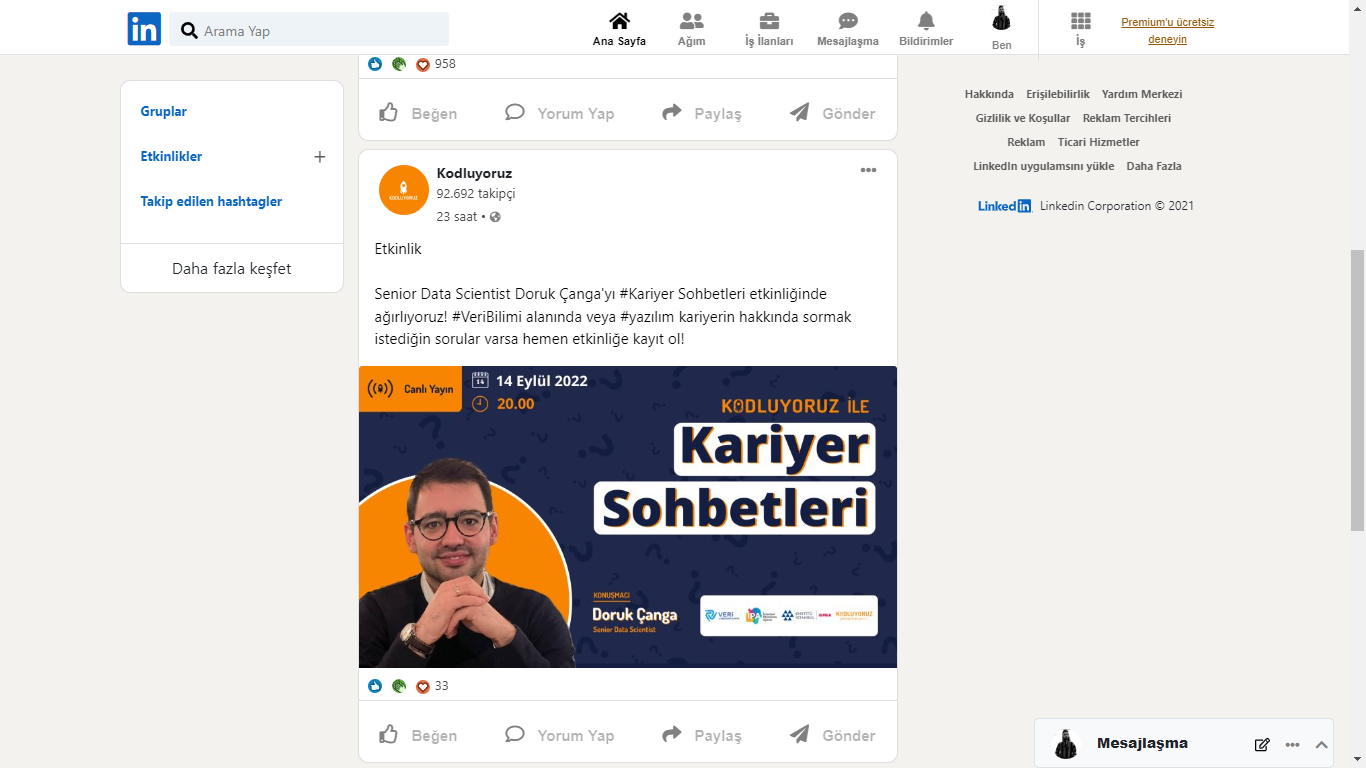 in
Arama Yap
Ana Sayfa
Ağım
İş İlanları
Mesajlaşma
Bildirimler
Ben
İş
Premium'u ücretsiz
deneyin
Gruplar
Etkinlikler
Takip edilen hashtagler
Daha fazla keşfet
958
Beğen Yorum Yap Paylaş Gönder
KODLUYORUZ
Kodluyoruz
92.692 takipçi
23 saat •
Etkinlik
Senior Data Scientist Doruk Çanga'yı #Kariyer Sohbetleri etkinliğinde
ağırlıyoruz! #VeriBilimi alanında veya #yazılım kariyerin hakkında sormak
istediğin sorular varsa hemen etkinliğe kayıt ol!
Canlı Yayın
14 14 Eylül 2022
20.00
KODLUYORUZ İLE
Kariyer
Sohbetleri
KONUŞMACI
Doruk Çanga
Senior Data Scientist
VERİ
İPA
KODLUYORUZ
33
Beğen Yorum Yap Paylaş Gönder
Hakkında Erişilebilirlik Yardım Merkezi
Gizlilik ve Koşullar Reklam Tercihleri
Reklam Ticari Hizmetler
LinkedIn uygulamsını yükle Daha Fazla
Linkedin Linkedin Corporation © 2021
Mesajlaşma